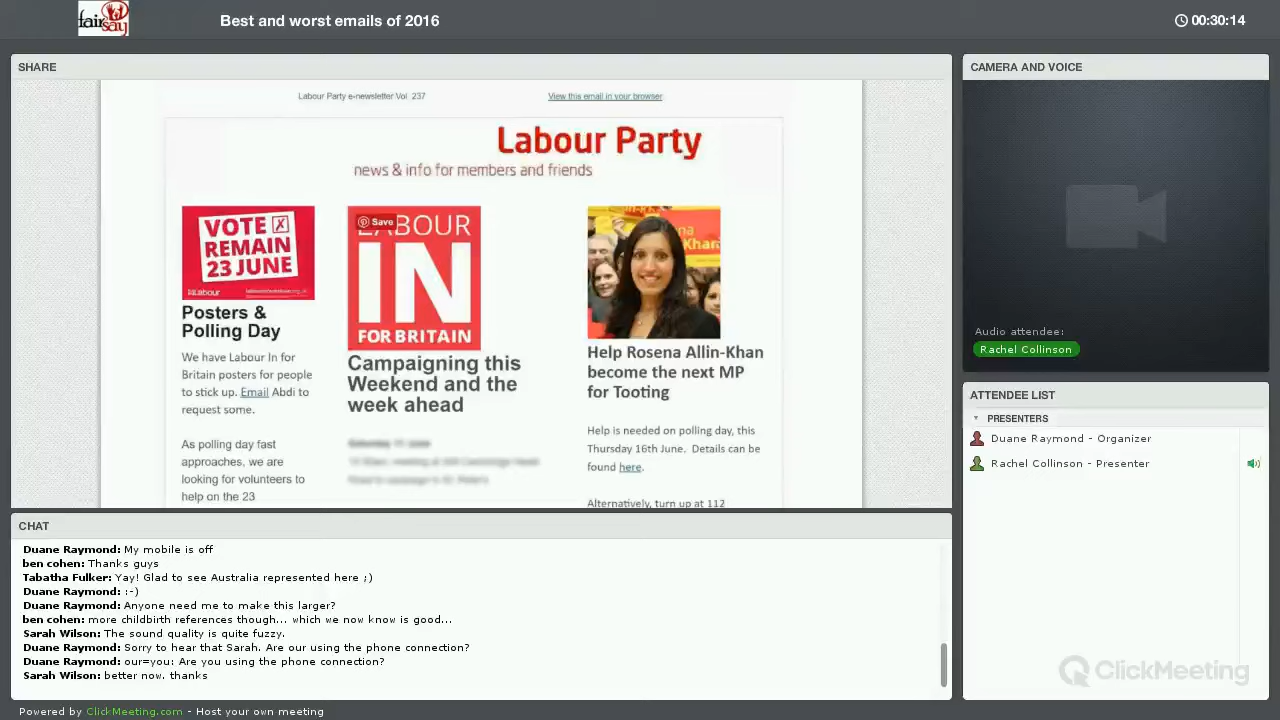 fairsay
Best and worst emails of 2016
00:30:14
SHARE
Labour Party e-newsletter Vol 237
View this email in your browser
Labour Party
news & info for members and friends
VOTE
REMAIN
23 JUNE
Labour
Posters &
Polling Day
We have Labour In for
Britain posters for people
to stick up. Email Abdi to
request some.
As polling day fast
approaches, we are
looking for volunteers to
help on the 23
Save
LABOUR
IN
FOR BRITAIN
Campaigning this
Weekend and the
week ahead
Khan
Help Rosena Allin-Khan
become the next MP
for Tooting
Help is needed on polling day, this
Thursday 16th June. Details can be
found here.
Alternatively, turn up at 112
CAMERA AND VOICE
Audio attendee:
Rachel Collinson
ATTENDEE LIST
PRESENTERS
Duane Raymond - Organizer
Rachel Collinson - Presenter
ClickMeeting
CHAT
Duane Raymond: My mobile is off
ben cohen: Thanks guys
Tabatha Fulker: Yay! Glad to see Australia represented here ;)
Duane Raymond: :-)
Duane Raymond: Anyone need me to make this larger?
ben cohen: more childbirth references though... which we now know is good...
Sarah Wilson: The sound quality is quite fuzzy.
Duane Raymond: Sorry to hear that Sarah. Are our using the phone connection?
Duane Raymond: our=you: Are you using the phone connection?
Sarah Wilson: better now. thanks
Powered by ClickMeeting.com - Host your own meeting